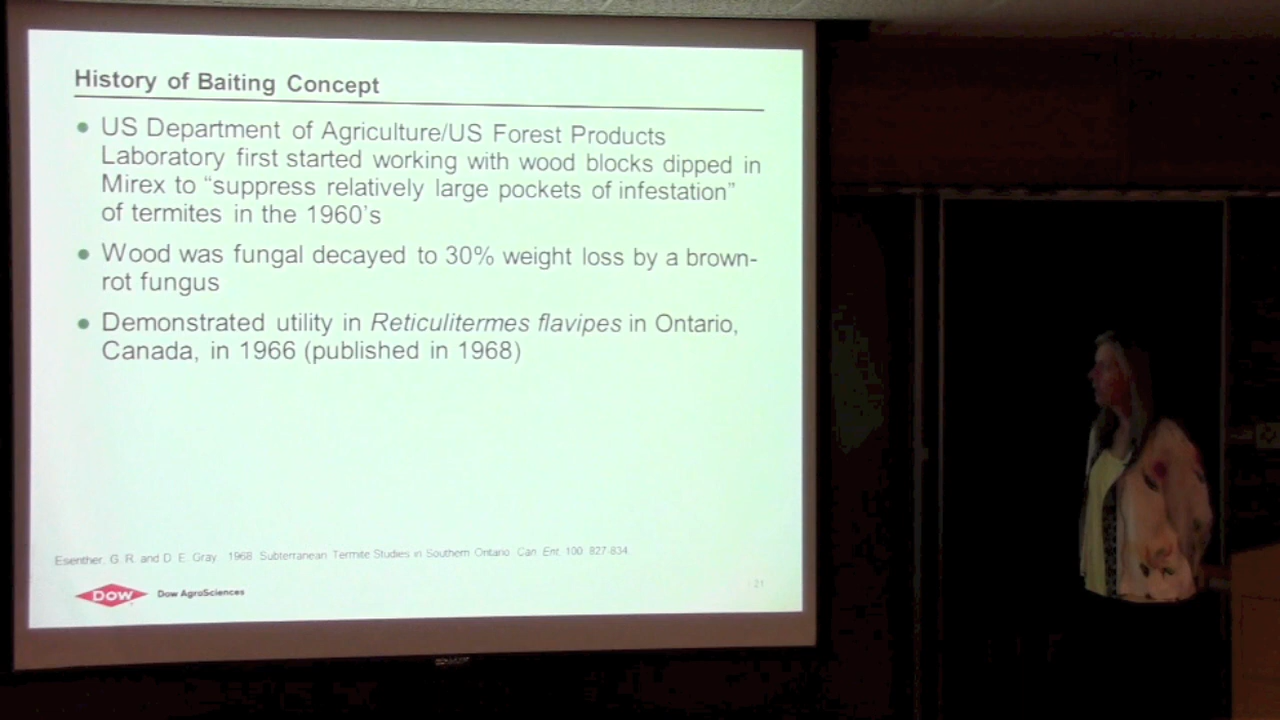 History of Baiting Concept
• US Department of Agriculture/US Forest Products
Laboratory first started working with wood blocks dipped in
Mirex to “suppress relatively large pockets of infestation”
of termites in the 1960’s
• Wood was fungal decayed to 30% weight loss by a brown-
rot fungus
• Demonstrated utility in Reticulitermes flavipes in Ontario,
Canada, in 1966 (published in 1968)
Esenther, G. R. and D. E. Gray. 1968. Subterranean Termite Studies in Southern Ontario. Can. Ent. 100: 827-834.
DOW Dow AgroSciences
21